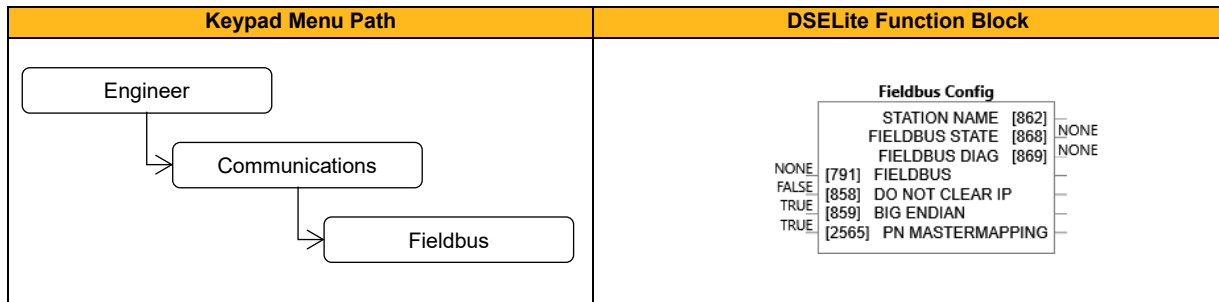 Keypad Menu Path
DSELite Function Block
Engineer
Communications
Fieldbus
Fieldbus Config
STATION NAME [862]
FIELDBUS STATE [868] NONE
FIELDBUS DIAG [869] NONE
NONE [791] FIELDBUS
FALSE [858] DO NOT CLEAR IP
TRUE [859] BIG ENDIAN
TRUE [2565] PN MASTERMAPPING